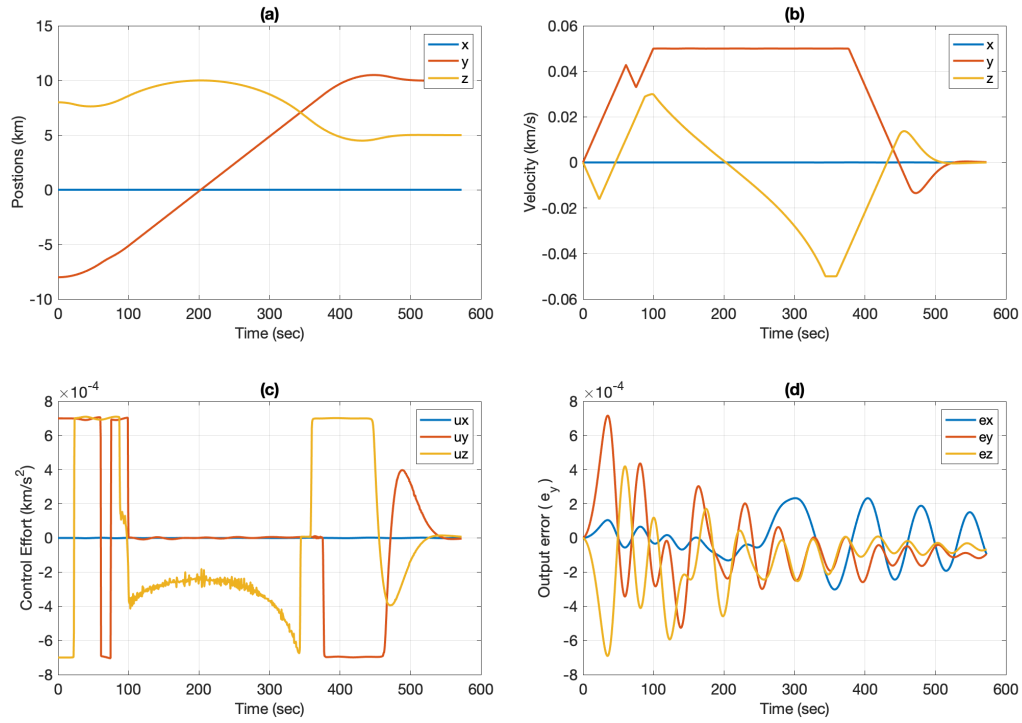 (a)
15
10
5
0
-5
-10
Postions (km)
0 100 200 300 400 500 600
Time (sec)
x
y
z
(b)
0.06
0.04
0.02
0
-0.02
-0.04
-0.06
Velocity (km/s)
0 100 200 300 400 500 600
Time (sec)
x
y
z
(c)
×10⁻⁴
8
6
4
2
0
-2
-4
-6
-8
Control Effort (km/s²)
0 100 200 300 400 500 600
Time (sec)
ux
uy
uz
(d)
×10⁻⁴
8
6
4
2
0
-2
-4
-6
-8
Output error ( e_y )
0 100 200 300 400 500 600
Time (sec)
ex
ey
ez